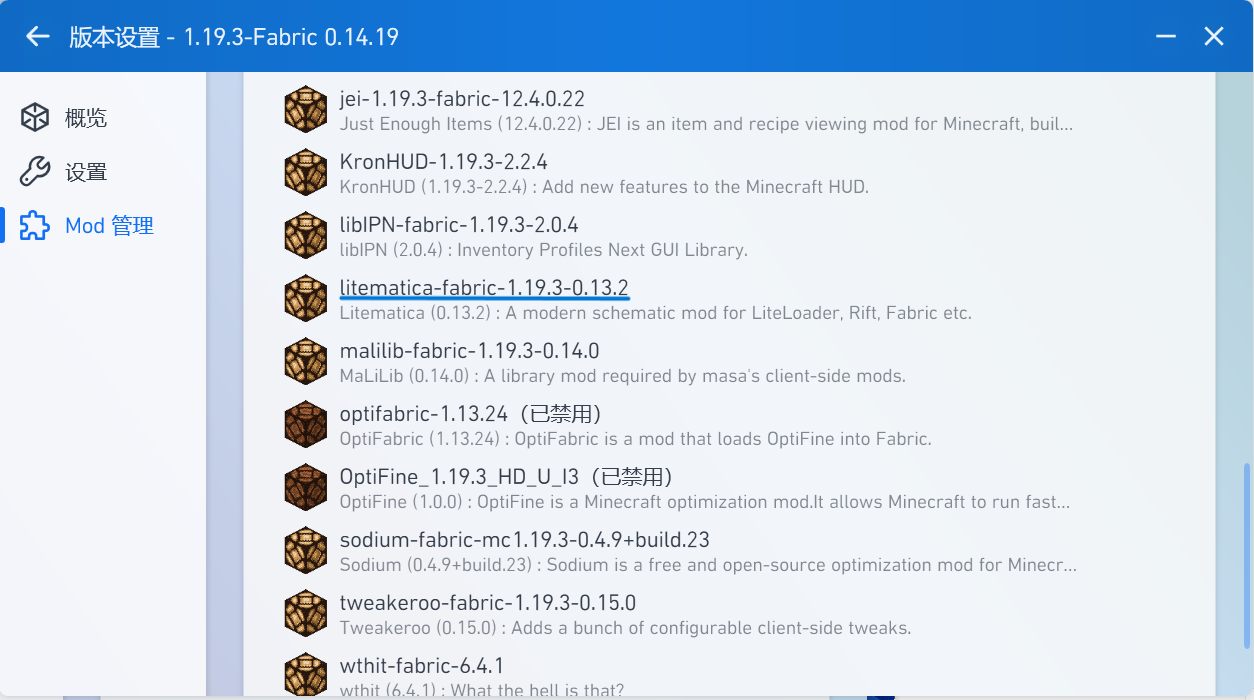 版本设置 - 1.19.3-Fabric 0.14.19
概览
设置
Mod 管理
jei-1.19.3-fabric-12.4.0.22
Just Enough Items (12.4.0.22) : JEI is an item and recipe viewing mod for Minecraft, buil...
KronHUD-1.19.3-2.2.4
KronHUD (1.19.3-2.2.4) : Add new features to the Minecraft HUD.
libIPN-fabric-1.19.3-2.0.4
libIPN (2.0.4) : Inventory Profiles Next GUI Library.
litematica-fabric-1.19.3-0.13.2
Litematica (0.13.2) : A modern schematic mod for LiteLoader, Rift, Fabric etc.
malilib-fabric-1.19.3-0.14.0
MaLiLib (0.14.0) : A library mod required by masa's client-side mods.
optifabric-1.13.24（已禁用）
OptiFabric (1.13.24) : OptiFabric is a mod that loads OptiFine into Fabric.
OptiFine_1.19.3_HD_U_I3（已禁用）
OptiFine (1.0.0) : OptiFine is a Minecraft optimization mod.It allows Minecraft to run fast...
sodium-fabric-mc1.19.3-0.4.9+build.23
Sodium (0.4.9+build.23) : Sodium is a free and open-source optimization mod for Minecr...
tweakeroo-fabric-1.19.3-0.15.0
Tweakeroo (0.15.0) : Adds a bunch of configurable client-side tweaks.
wthit-fabric-6.4.1
wthit (6.4.1) : What the hell is that?